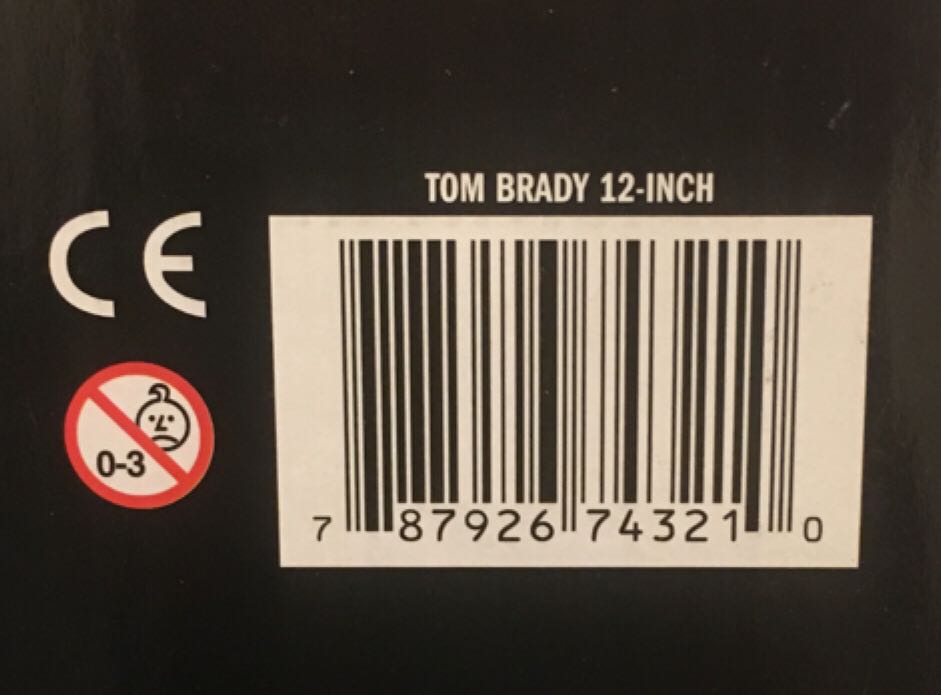 TOM BRADY 12-INCH
CE
0-3
7 87926 74321 0